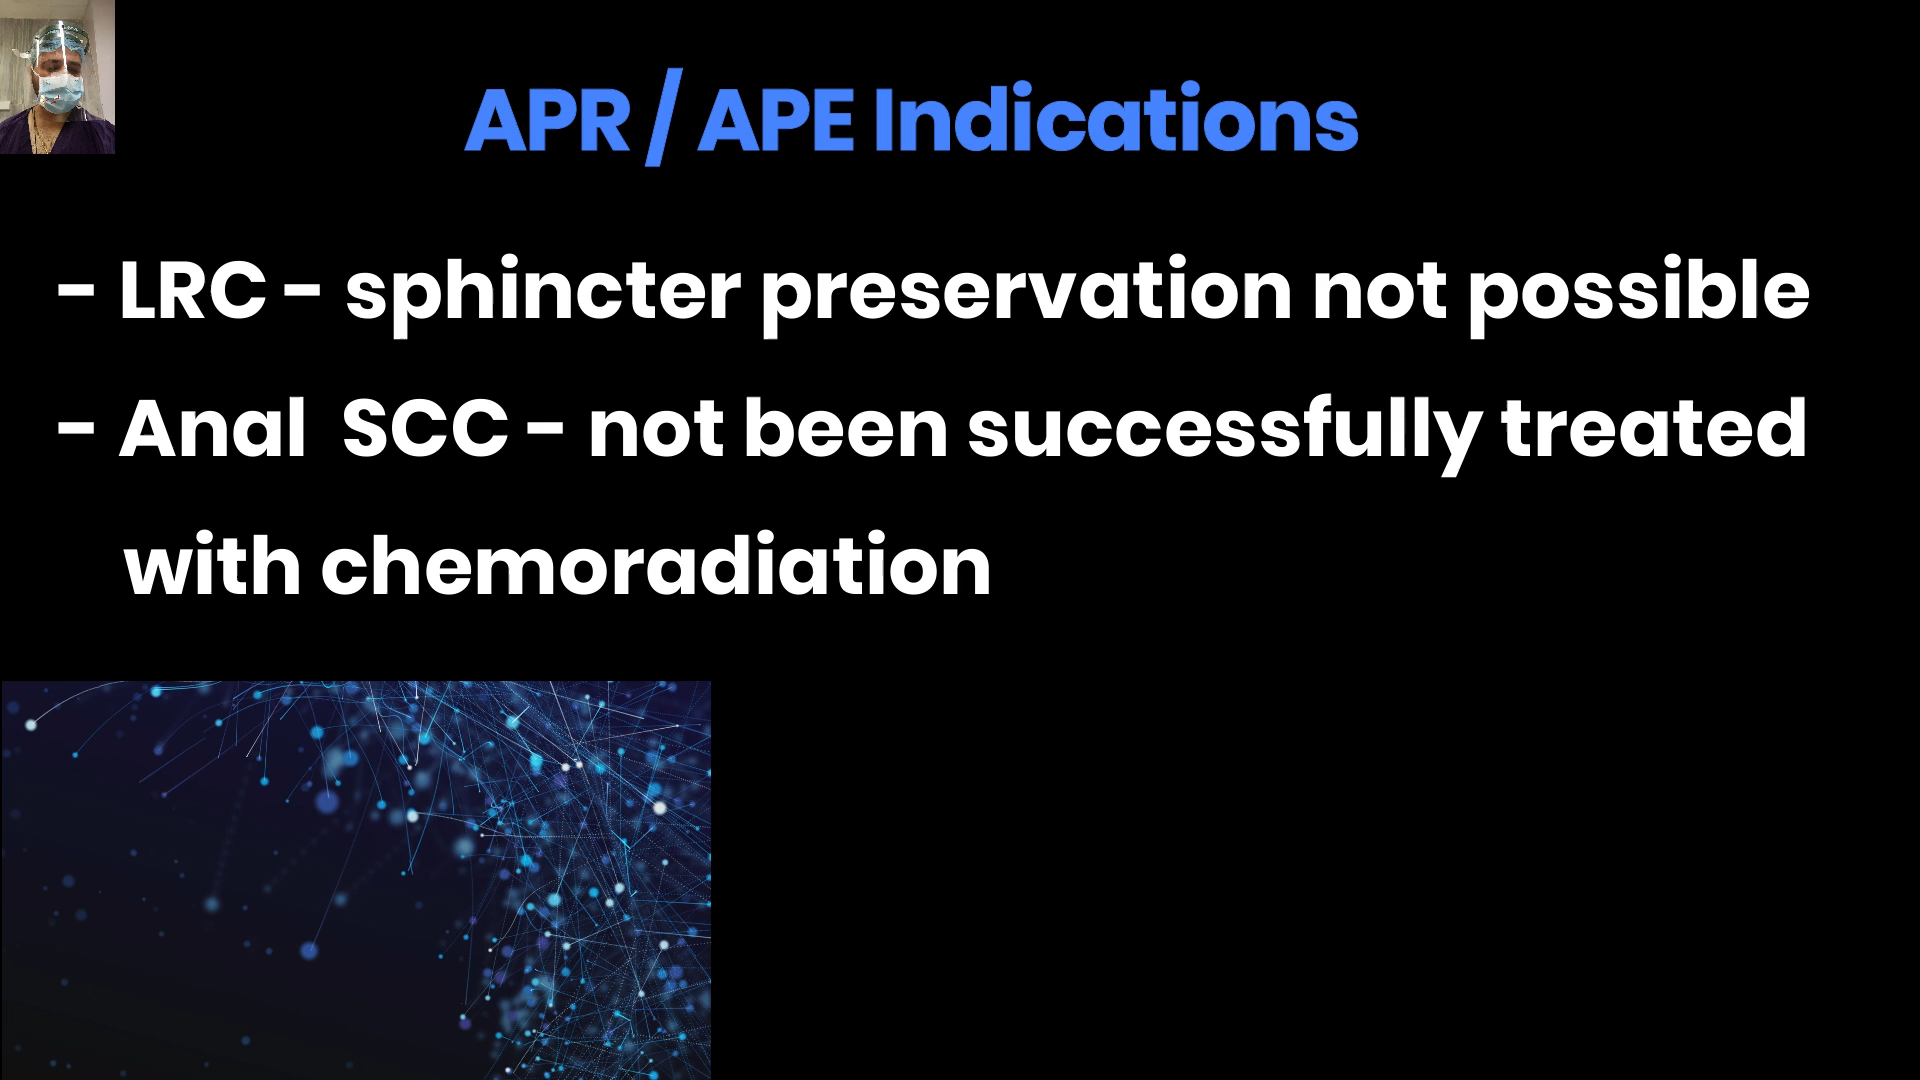 APR / APE Indications
- LRC - sphincter preservation not possible
- Anal SCC - not been successfully treated
with chemoradiation